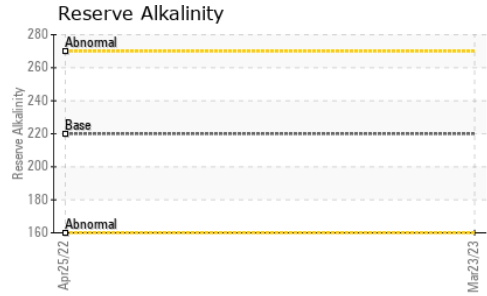 Reserve Alkalinity
280
Abnormal
260
240
Base
220
200
180
Abnormal
160
Reserve Alkalinity
Apr25/22
Mar23/23